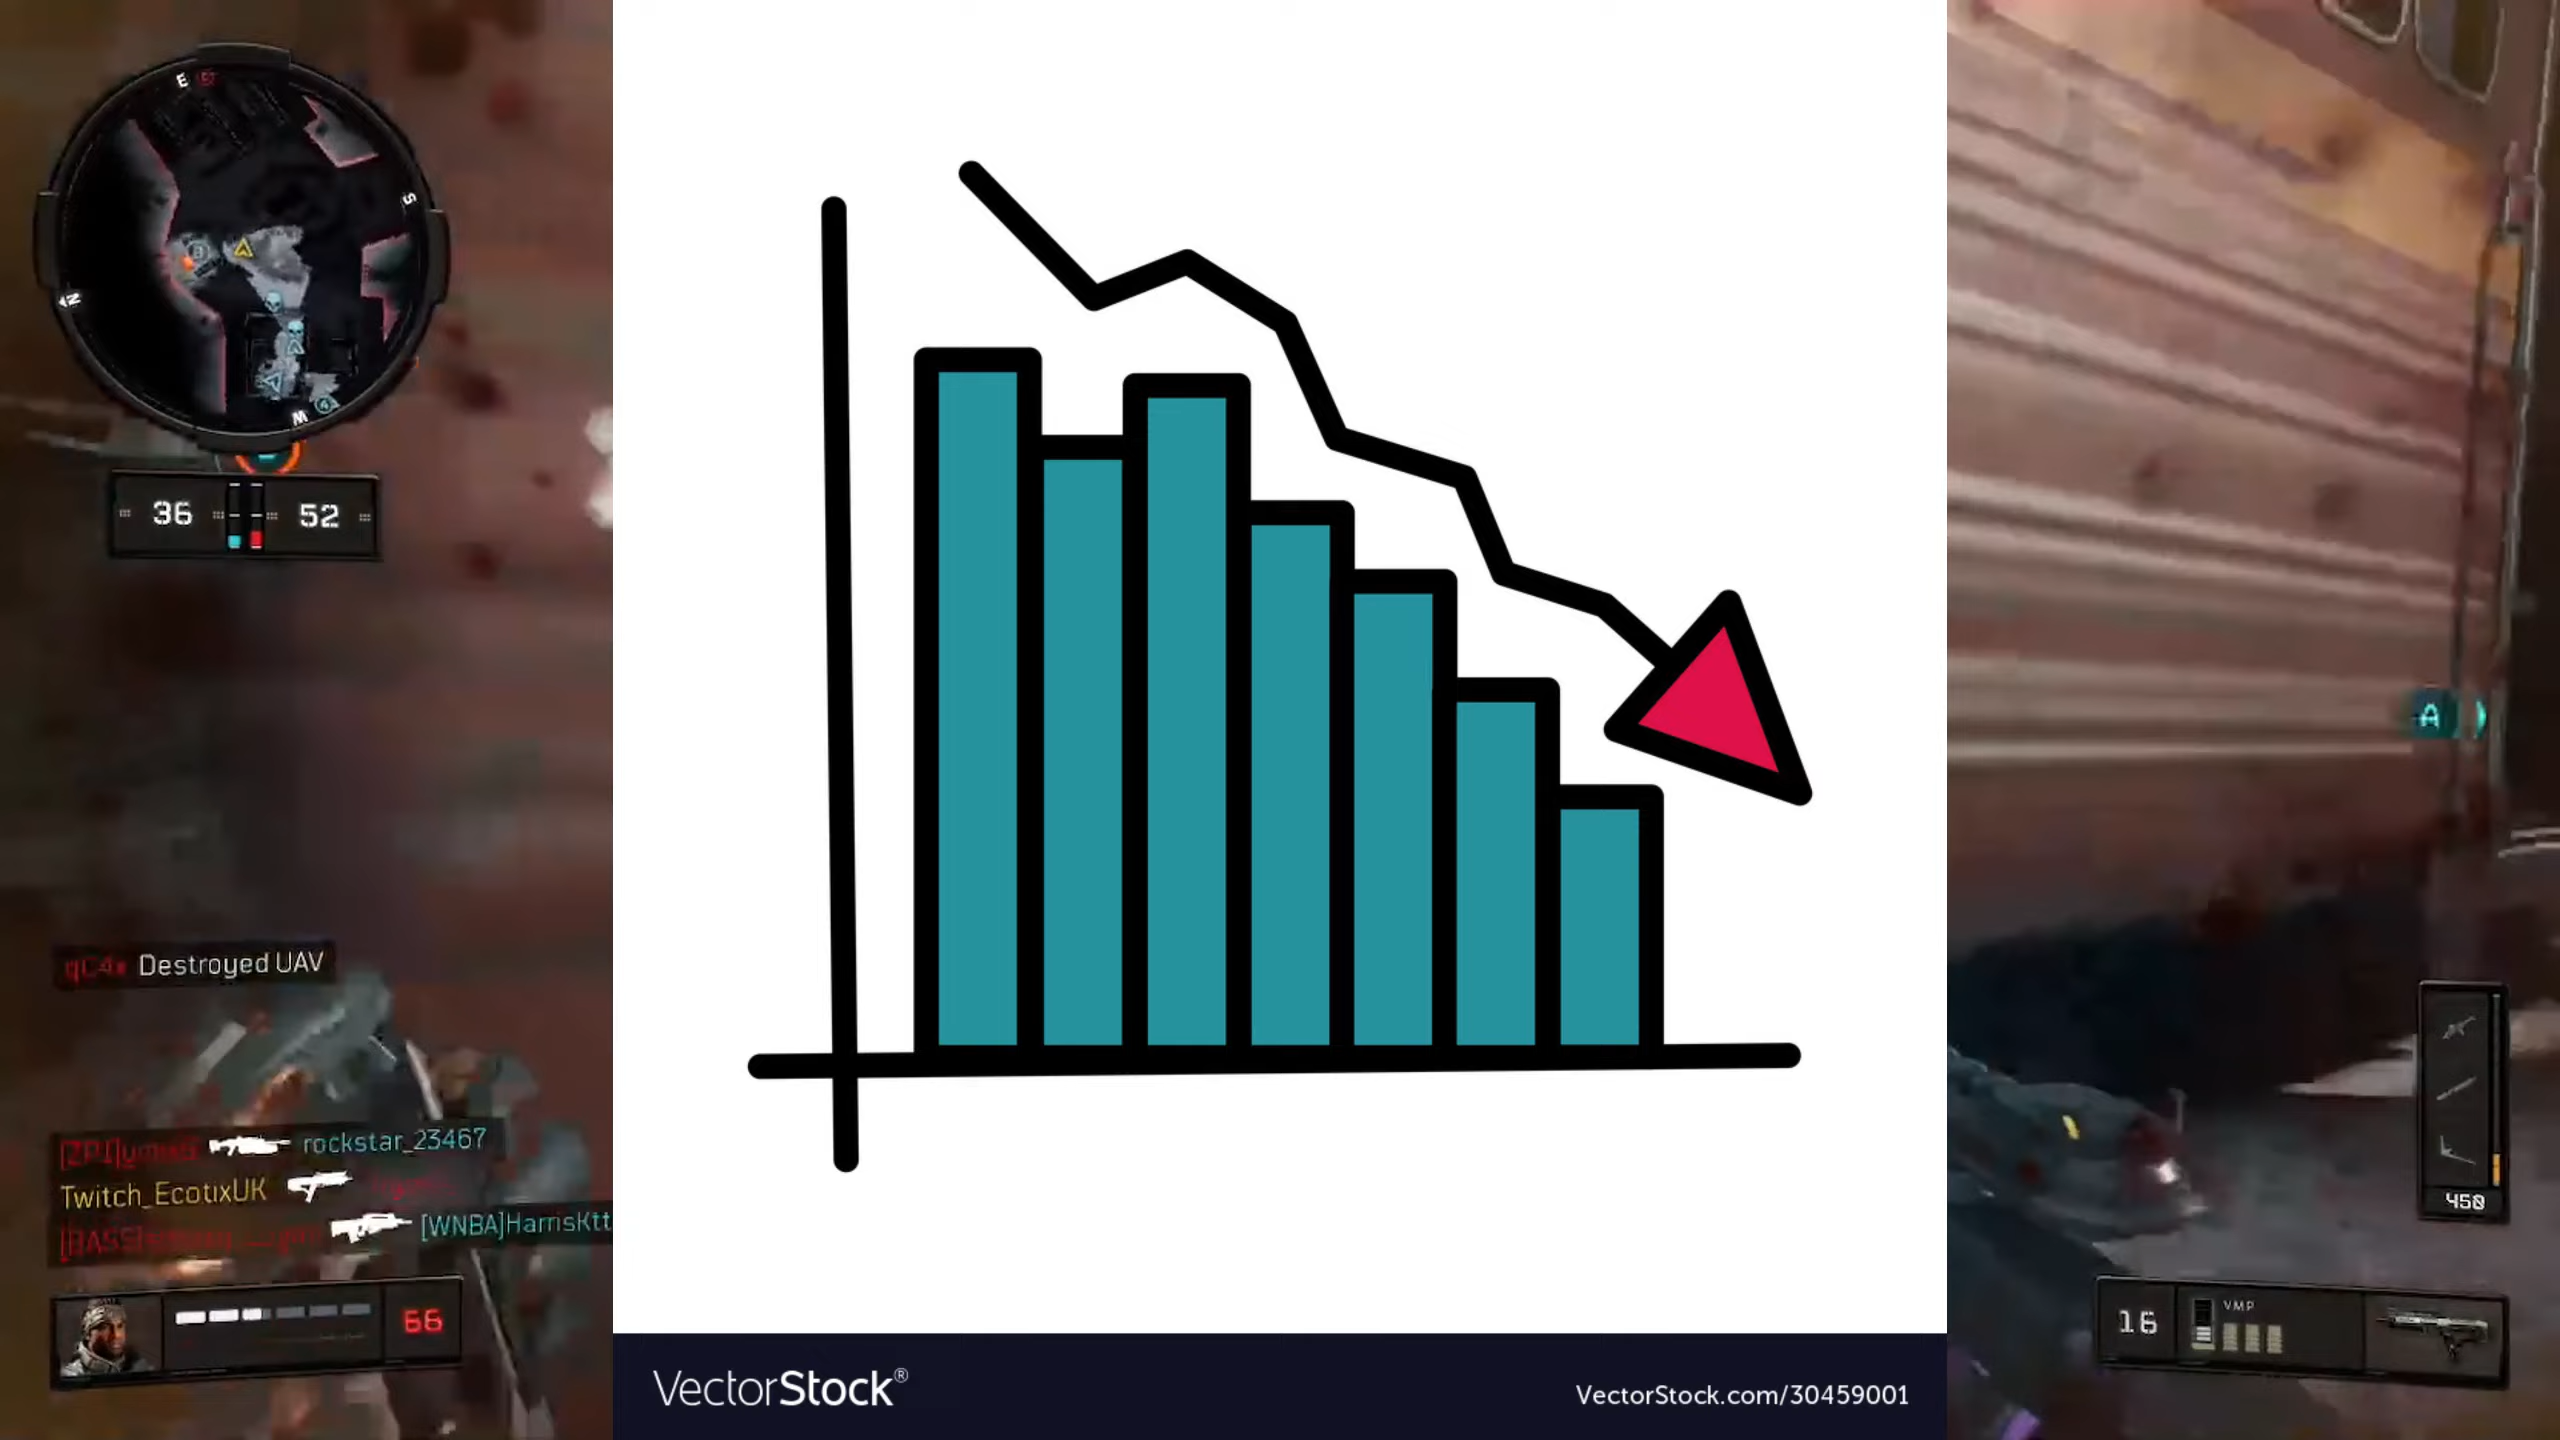 E
S
N
W
36
52
Destroyed UAV
rockstar_23467
Twitch_EcotixUK
[WNBA]HarrisKtt
66
A
450
16
VMP
VectorStock®
VectorStock.com/30459001